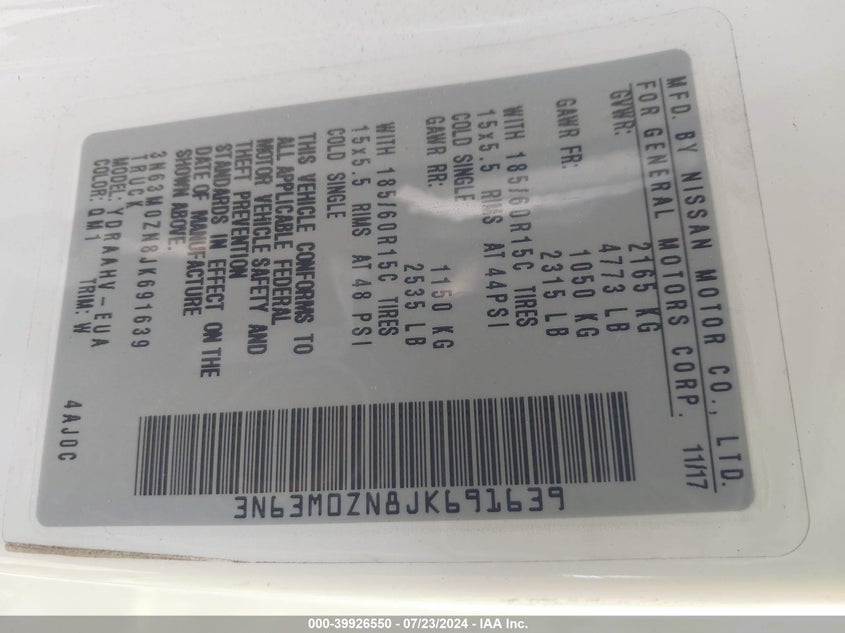 MFD. BY NISSAN MOTOR CO., LTD.
FOR GENERAL MOTORS CORP. 11/17
GVWR: 2165 KG
4773 LB
GAWR FR: 1050 KG
2315 LB
WITH 185/60R15C TIRES
15x5.5 RIMS AT 44PSI
COLD SINGLE
GAWR RR: 1150 KG
2535 LB
WITH 185/60R15C TIRES
15x5.5 RIMS AT 48 PSI
COLD SINGLE
THIS VEHICLE CONFORMS TO
ALL APPLICABLE FEDERAL
MOTOR VEHICLE SAFETY AND
THEFT PREVENTION
STANDARDS IN EFFECT ON THE
DATE OF MANUFACTURE
SHOWN ABOVE.
3N63M0ZN8JK691639
TRUCK
MODEL: YDRAAHV-EUA
COLOR: QM1 TRIM: W 4AJ0C
3N63M0ZN8JK691639
000-39926550 / 07/23/2024 - IAA Inc.